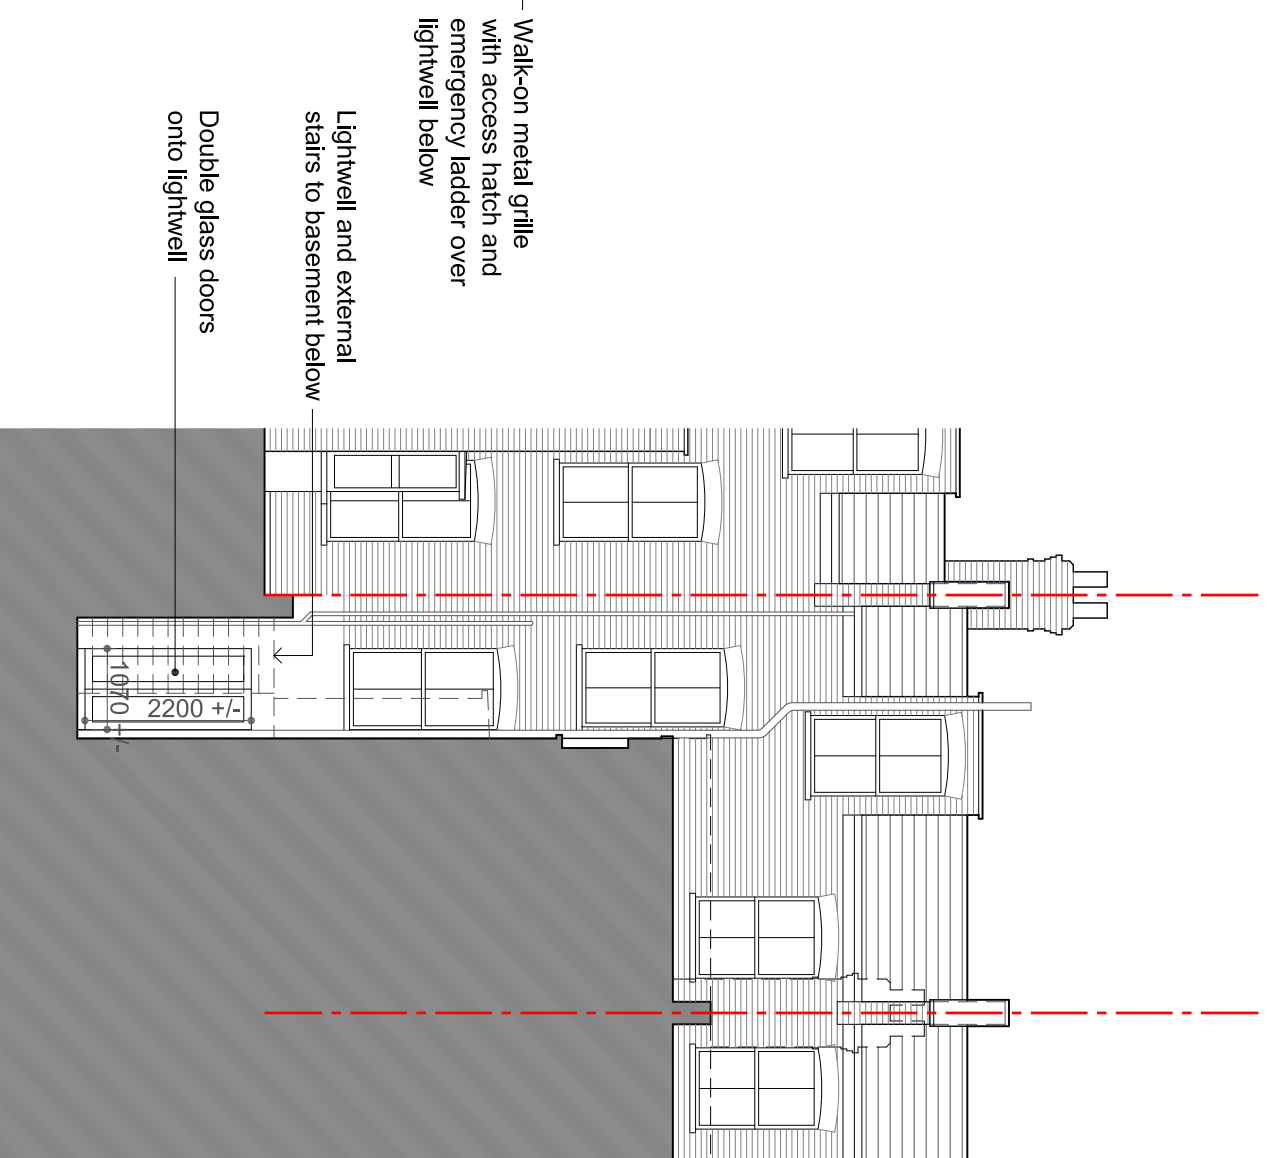 Walk-on metal grille
with access hatch and
emergency ladder over
lightwell below
Lightwell and external
stairs to basement below
Double glass doors
onto lightwell
1070 +/-
2200 +/-